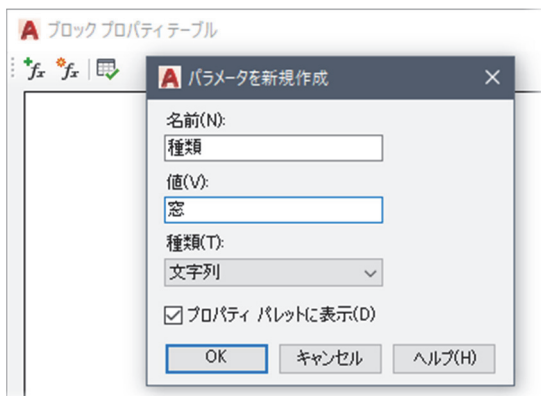 ブロック プロパティ テーブル
fx fx
パラメータを新規作成
名前(N):
種類
値(V):
窓
種類(T):
文字列
プロパティ パレットに表示(D)
OK キャンセル ヘルプ(H)